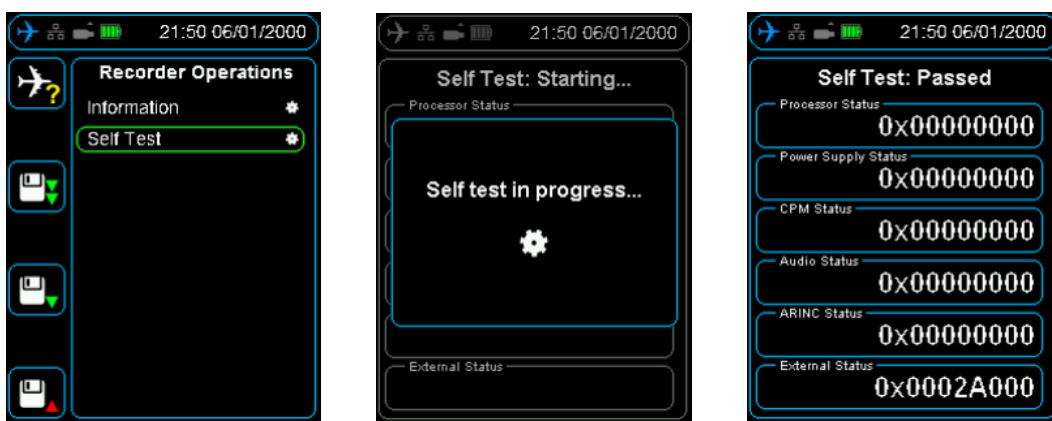 21:50 06/01/2000
?
Recorder Operations
Information
Self Test
21:50 06/01/2000
Self Test: Starting...
Processor Status
Self test in progress...
External Status
21:50 06/01/2000
Self Test: Passed
Processor Status
0x00000000
Power Supply Status
0x00000000
CPM Status
0x00000000
Audio Status
0x00000000
ARINC Status
0x00000000
External Status
0x0002A000